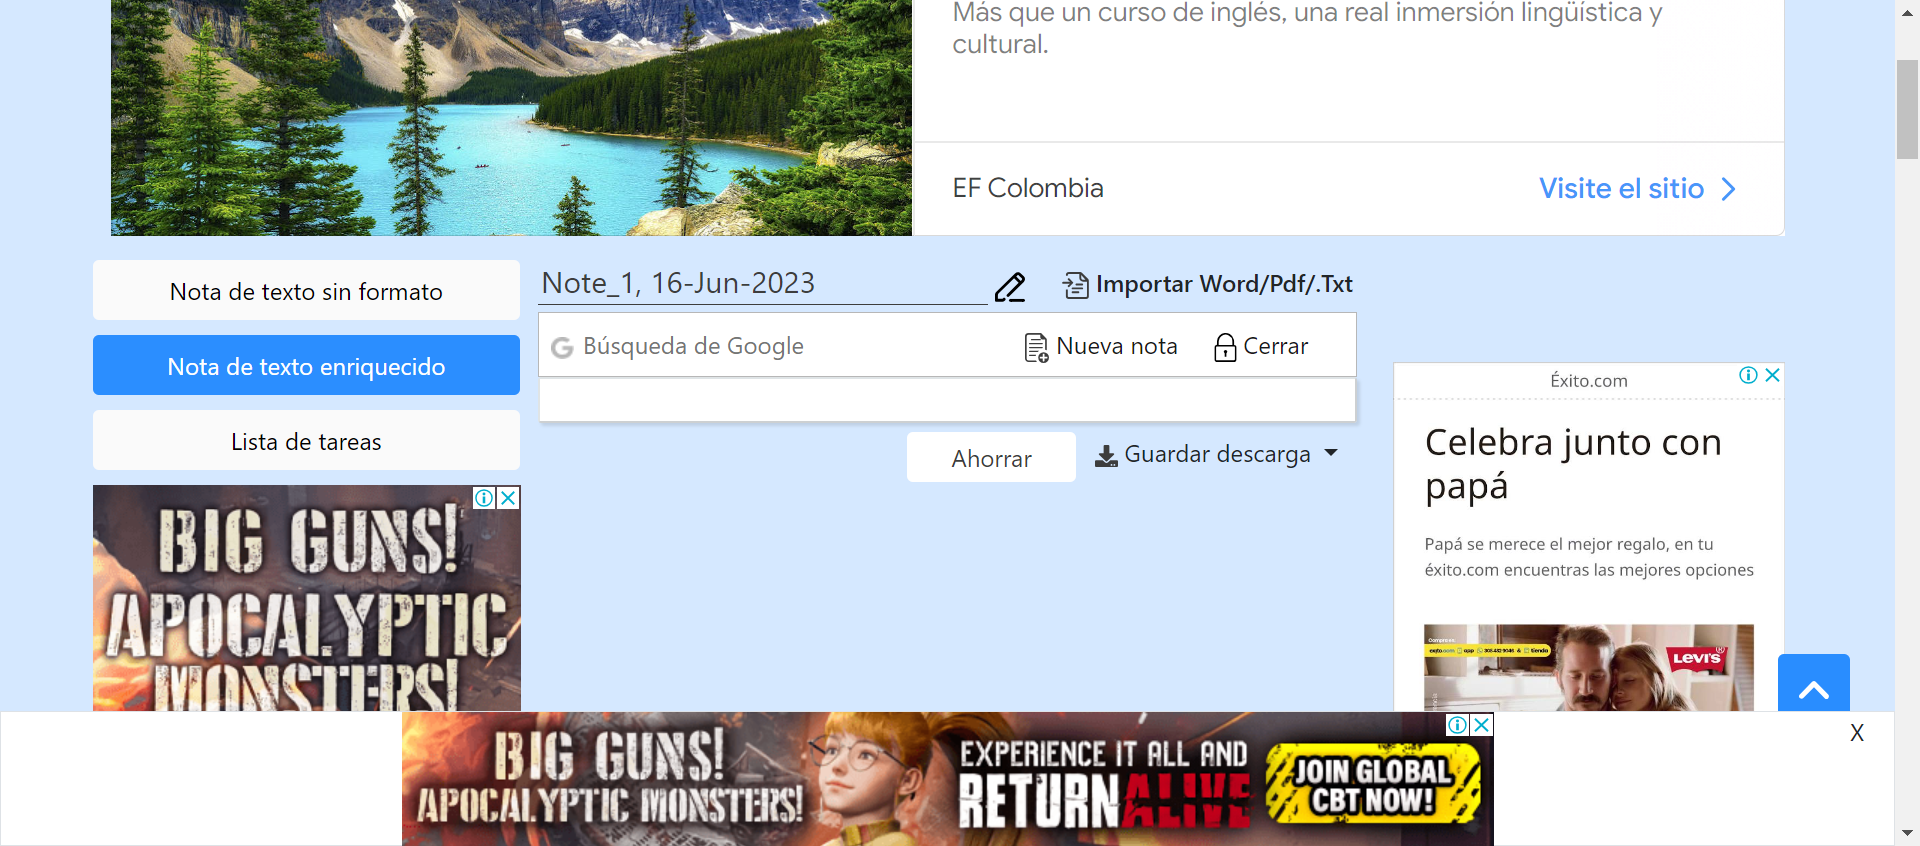 Más que un curso de inglés, una real inmersión lingüística y
cultural.
EF Colombia
Visite el sitio
Nota de texto sin formato
Nota de texto enriquecido
Lista de tareas
Note_1, 16-Jun-2023
Importar Word/Pdf/.Txt
Búsqueda de Google
Nueva nota
Cerrar
Ahorrar
Guardar descarga
BIG GUNS!
APOCALYPTIC
MONSTERS!
Éxito.com
Celebra junto con
papá
Papá se merece el mejor regalo, en tu
éxito.com encuentras las mejores opciones
LEVI'S
BIG GUNS!
APOCALYPTIC MONSTERS!
EXPERIENCE IT ALL AND
RETURN ALIVE
JOIN GLOBAL
CBT NOW!
X